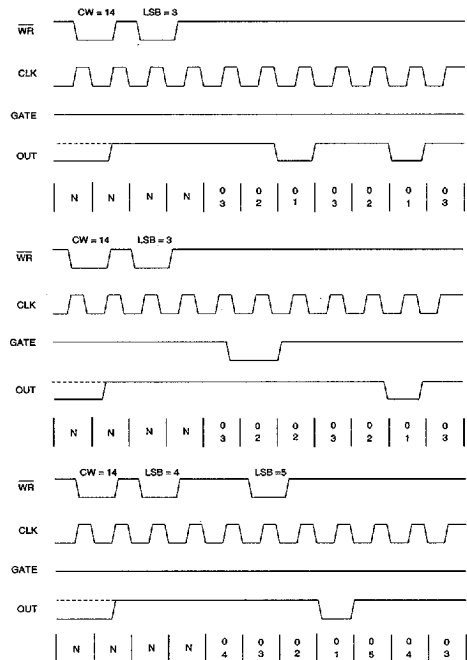 CW = 14 LSB = 3
WR
CLK
GATE
OUT
N N N N 0 0 0 0 0 0 0
3 2 1 3 2 1 3
CW = 14 LSB = 3
WR
CLK
GATE
OUT
N N N N 0 0 0 0 0 0 0
3 2 2 3 2 1 3
CW = 14 LSB = 4 LSB =5
WR
CLK
GATE
OUT
N N N N 0 0 0 0 0 0 0
4 3 2 1 5 4 3